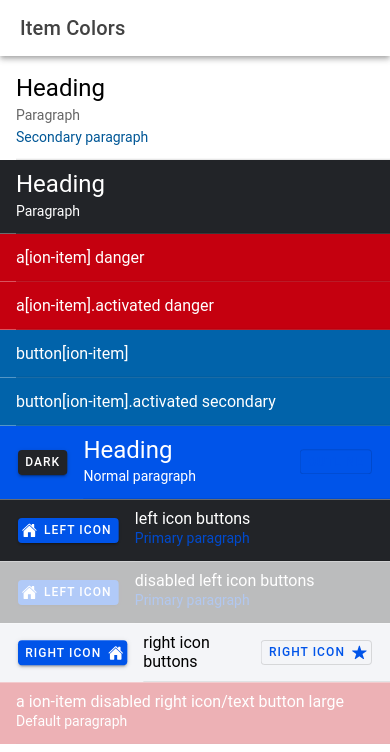 Item Colors
Heading
Paragraph
Secondary paragraph
Heading
Paragraph
a[ion-item] danger
a[ion-item].activated danger
button[ion-item]
button[ion-item].activated secondary
DARK
Heading
Normal paragraph
LEFT ICON
left icon buttons
Primary paragraph
LEFT ICON
disabled left icon buttons
Primary paragraph
RIGHT ICON
right icon
buttons
RIGHT ICON
a ion-item disabled right icon/text button large
Default paragraph